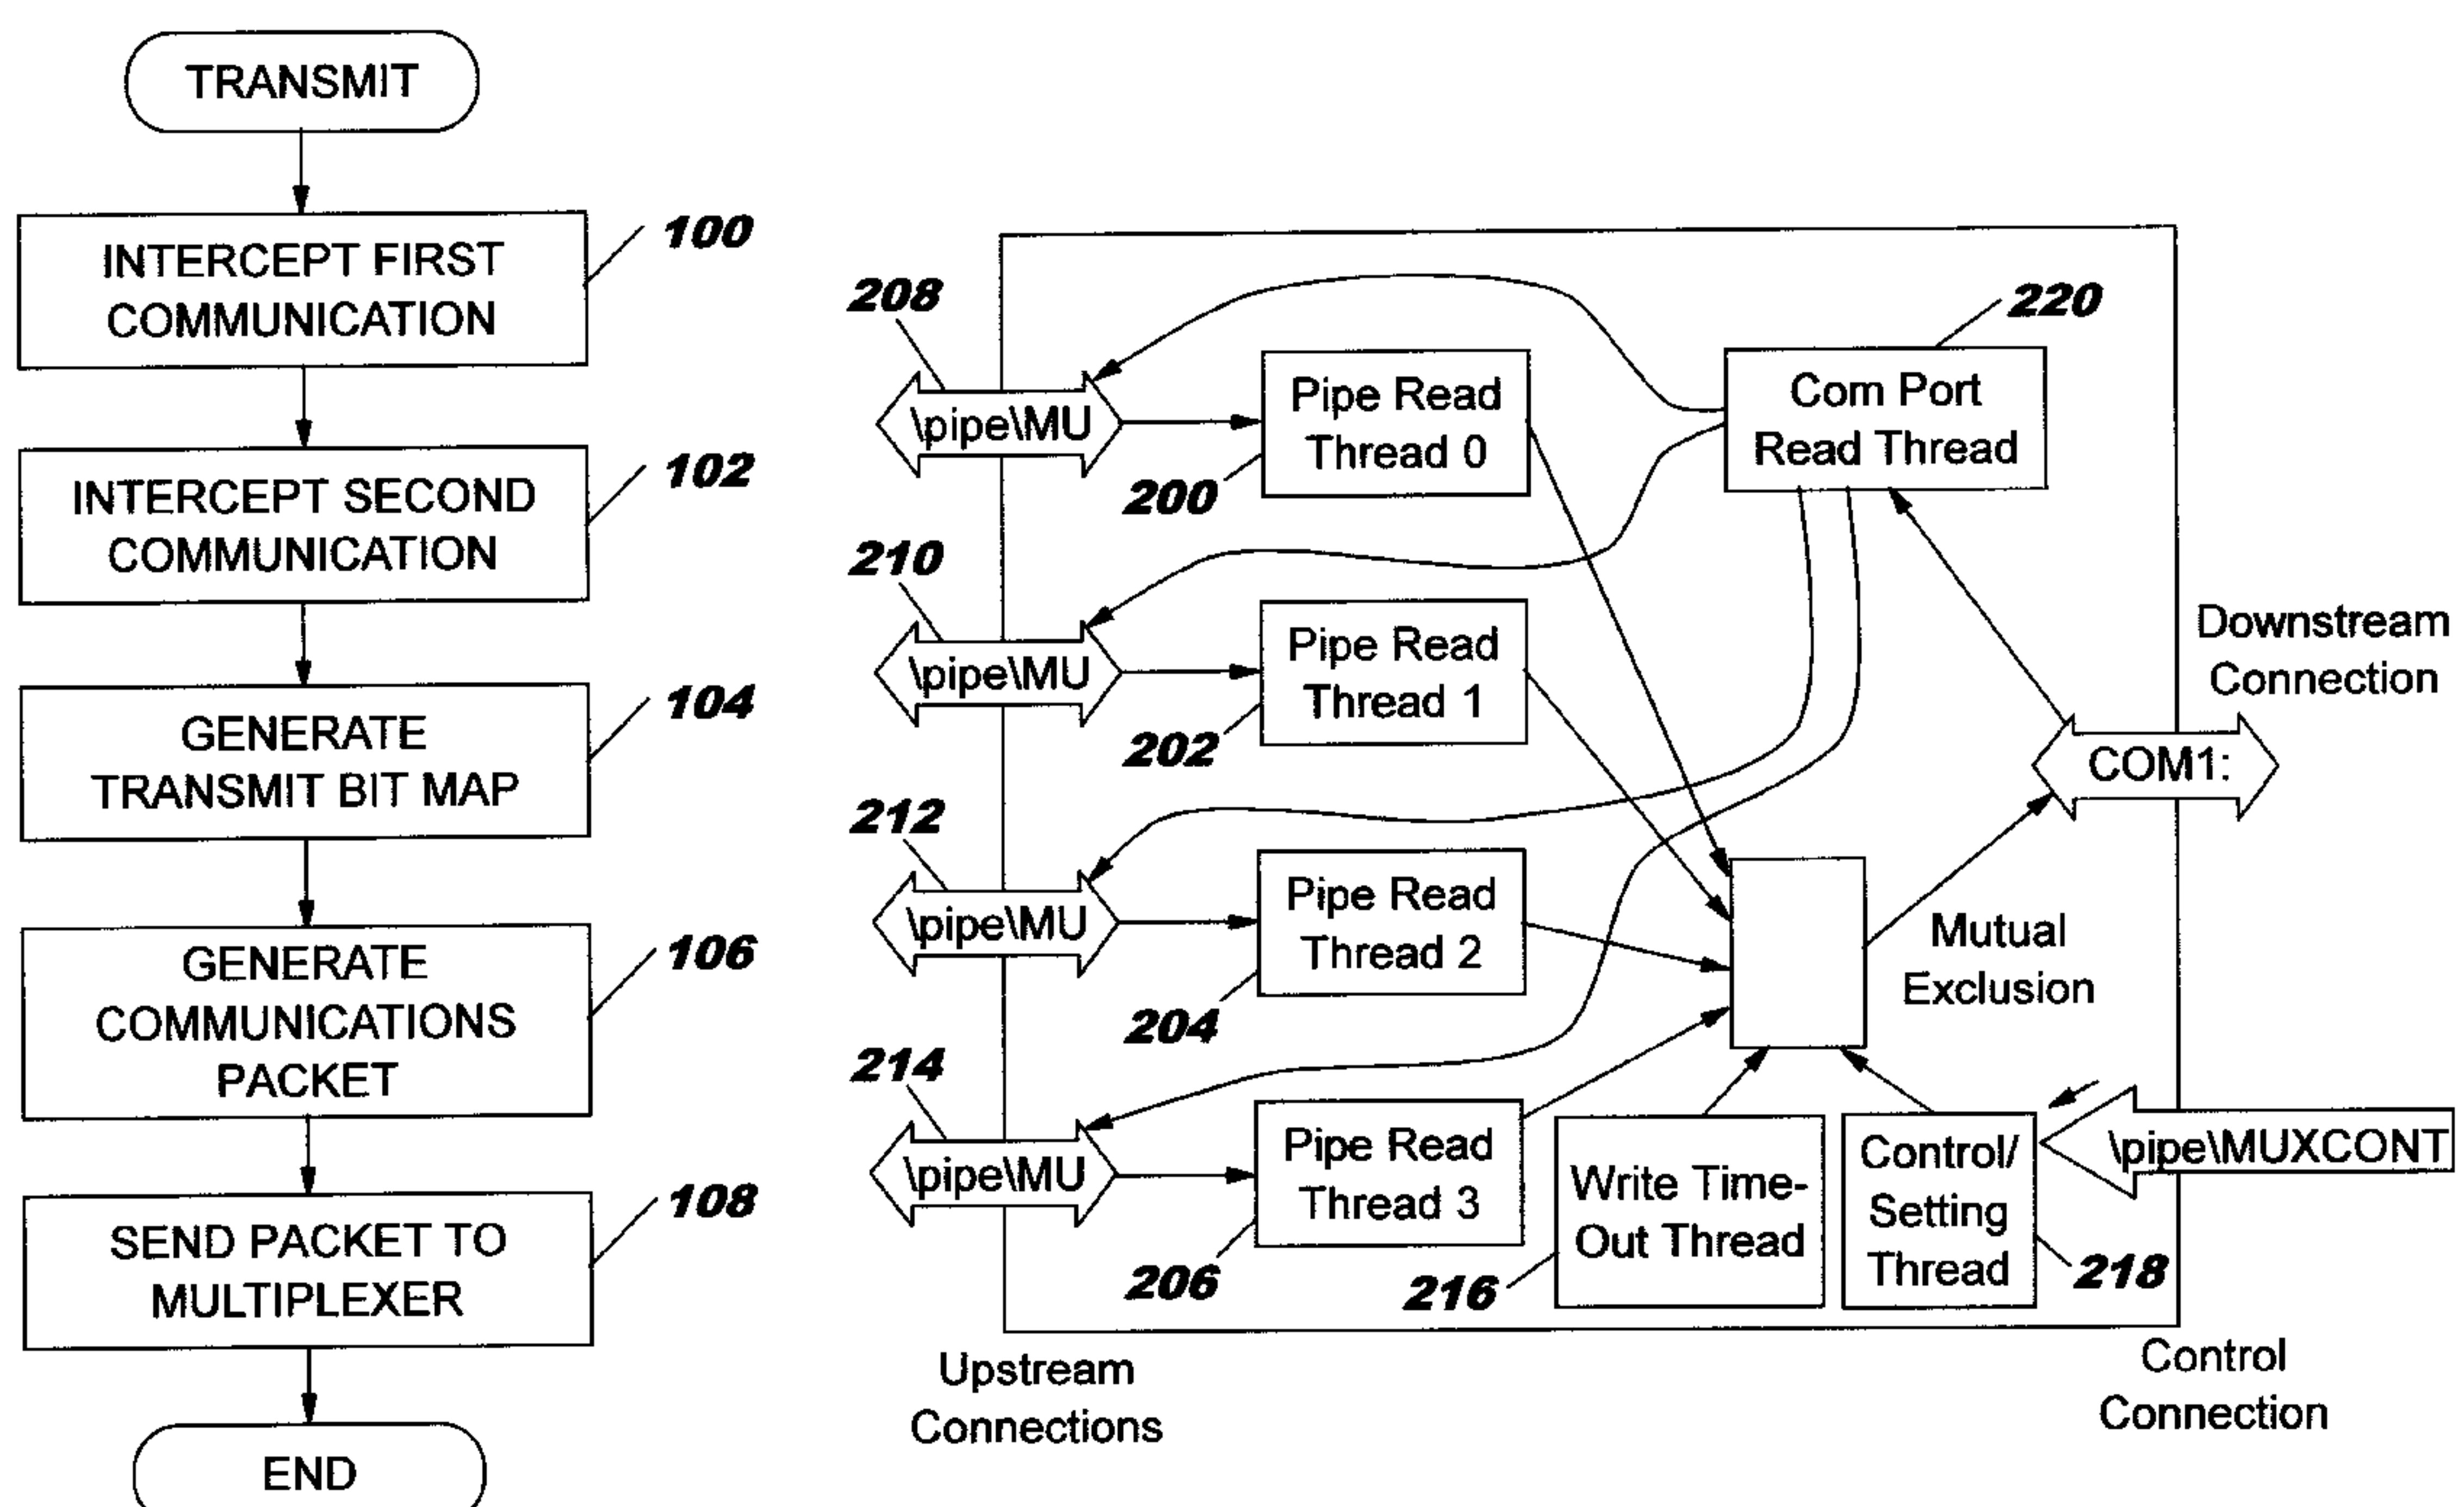 TRANSMIT
INTERCEPT FIRST
COMMUNICATION
100
INTERCEPT SECOND
COMMUNICATION
102
GENERATE
TRANSMIT BIT MAP
104
GENERATE
COMMUNICATIONS
PACKET
106
SEND PACKET TO
MULTIPLEXER
108
END
208
\pipe\MU
Pipe Read
Thread 0
200
220
Com Port
Read Thread
210
\pipe\MU
Pipe Read
Thread 1
202
Downstream
Connection
COM1:
212
\pipe\MU
Pipe Read
Thread 2
204
Mutual
Exclusion
214
\pipe\MU
Pipe Read
Thread 3
206
Write Time-
Out Thread
216
Control/
Setting
Thread
218
\pipe\MUXCONT
Upstream
Connections
Control
Connection